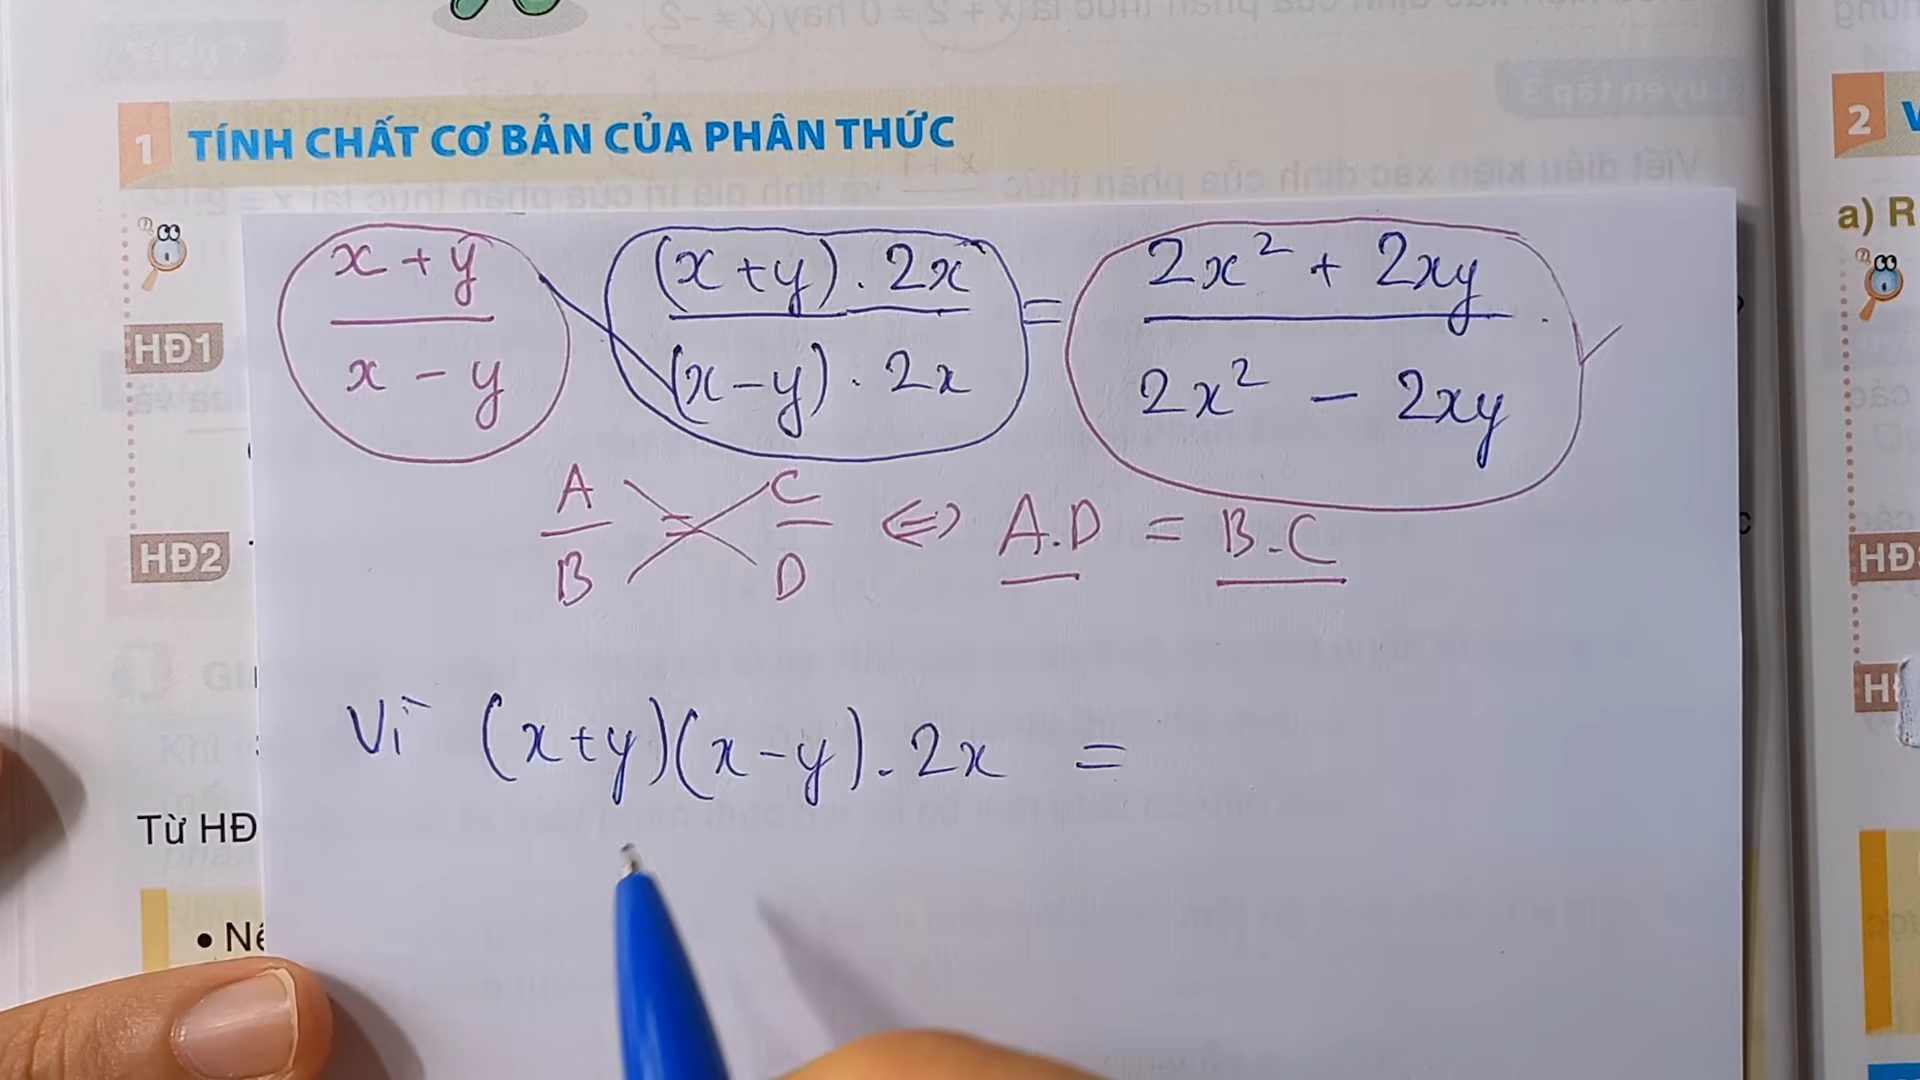 1 TÍNH CHẤT CƠ BẢN CỦA PHÂN THỨC
2
a) R
HĐ1
x + y / x - y (x + y) . 2x / (x - y) . 2x = 2x² + 2xy / 2x² - 2xy
HĐ2
A / B = C / D ⇔ A.D = B.C
Vì (x+y)(x-y).2x =
Từ HĐ
• Nế